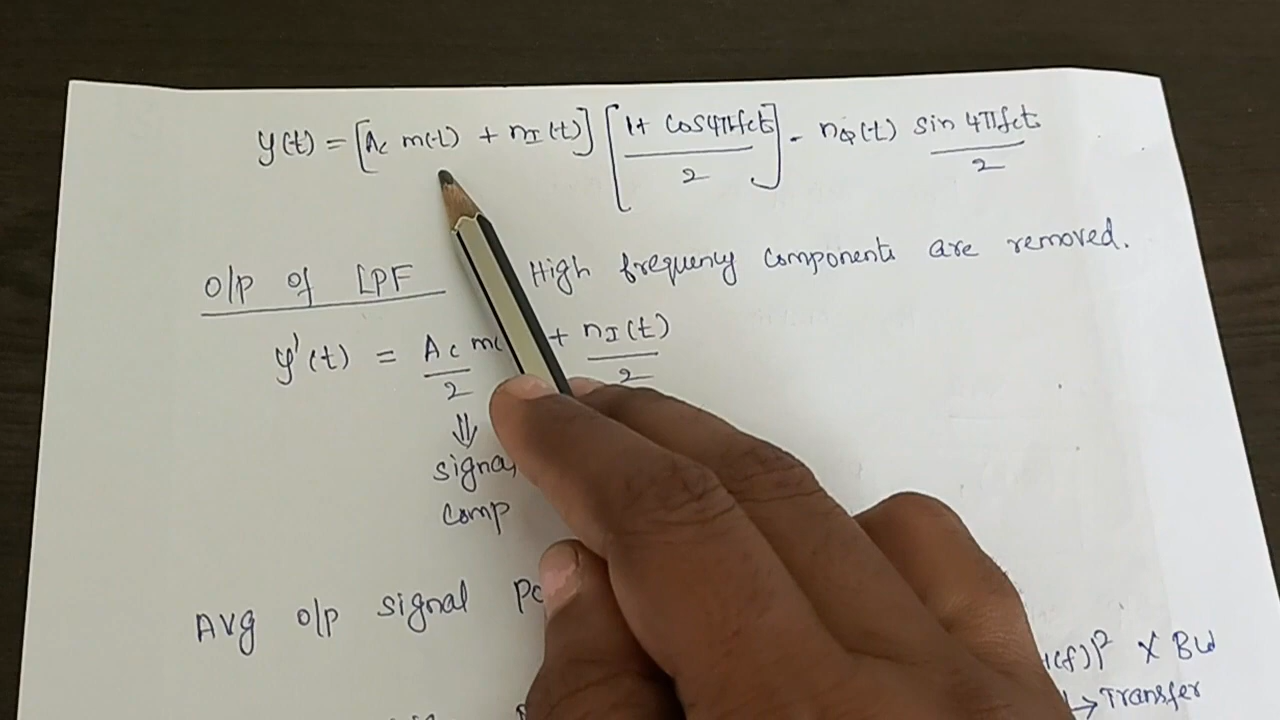 y(t) = [Ac m(t) + nI(t)] [1 + cos4πfct / 2] - nQ(t) sin 4πfct / 2
o/p of LPF High frequency components are removed.
y'(t) = Ac/2 m( + nI(t)/2
⇓
signal
comp
Avg o/p signal
(f)|² X BW
→ Transfer